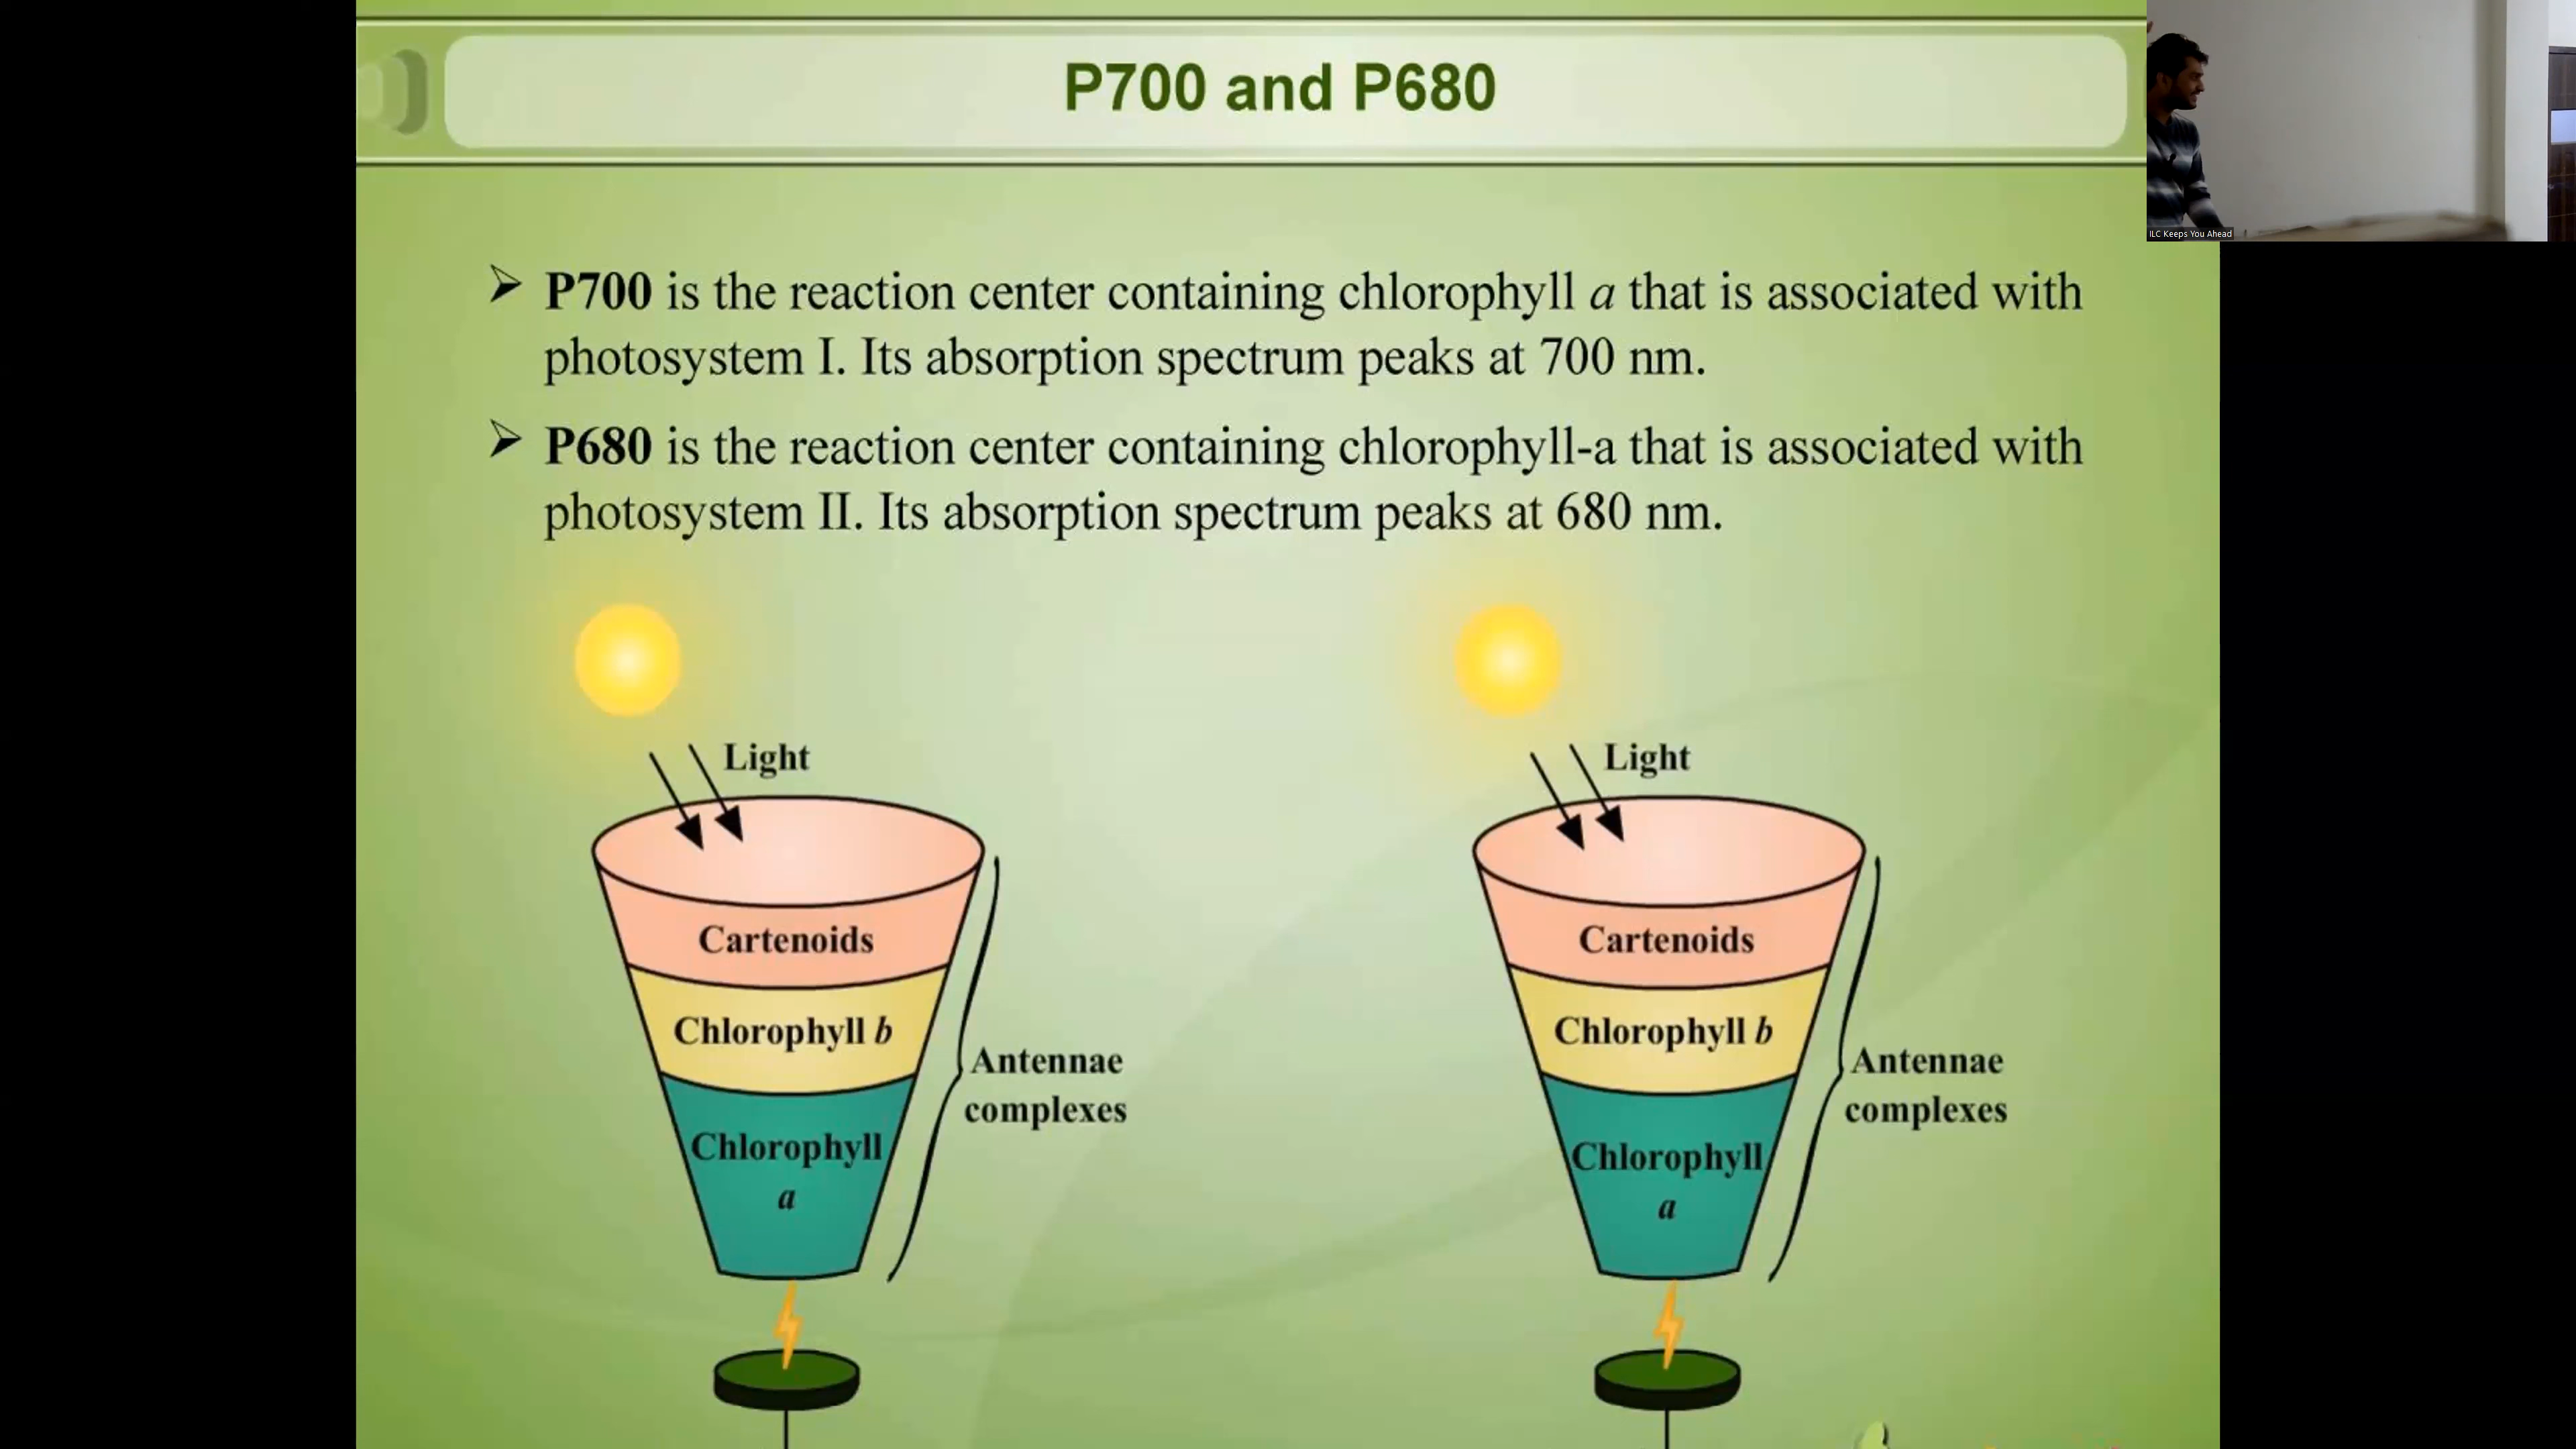 P700 and P680
ILC Keeps You Ahead
➢ P700 is the reaction center containing chlorophyll a that is associated with
photosystem I. Its absorption spectrum peaks at 700 nm.
➢ P680 is the reaction center containing chlorophyll-a that is associated with
photosystem II. Its absorption spectrum peaks at 680 nm.
Light
Cartenoids
Chlorophyll b
Chlorophyll
a
Antennae
complexes
Light
Cartenoids
Chlorophyll b
Chlorophyll
a
Antennae
complexes